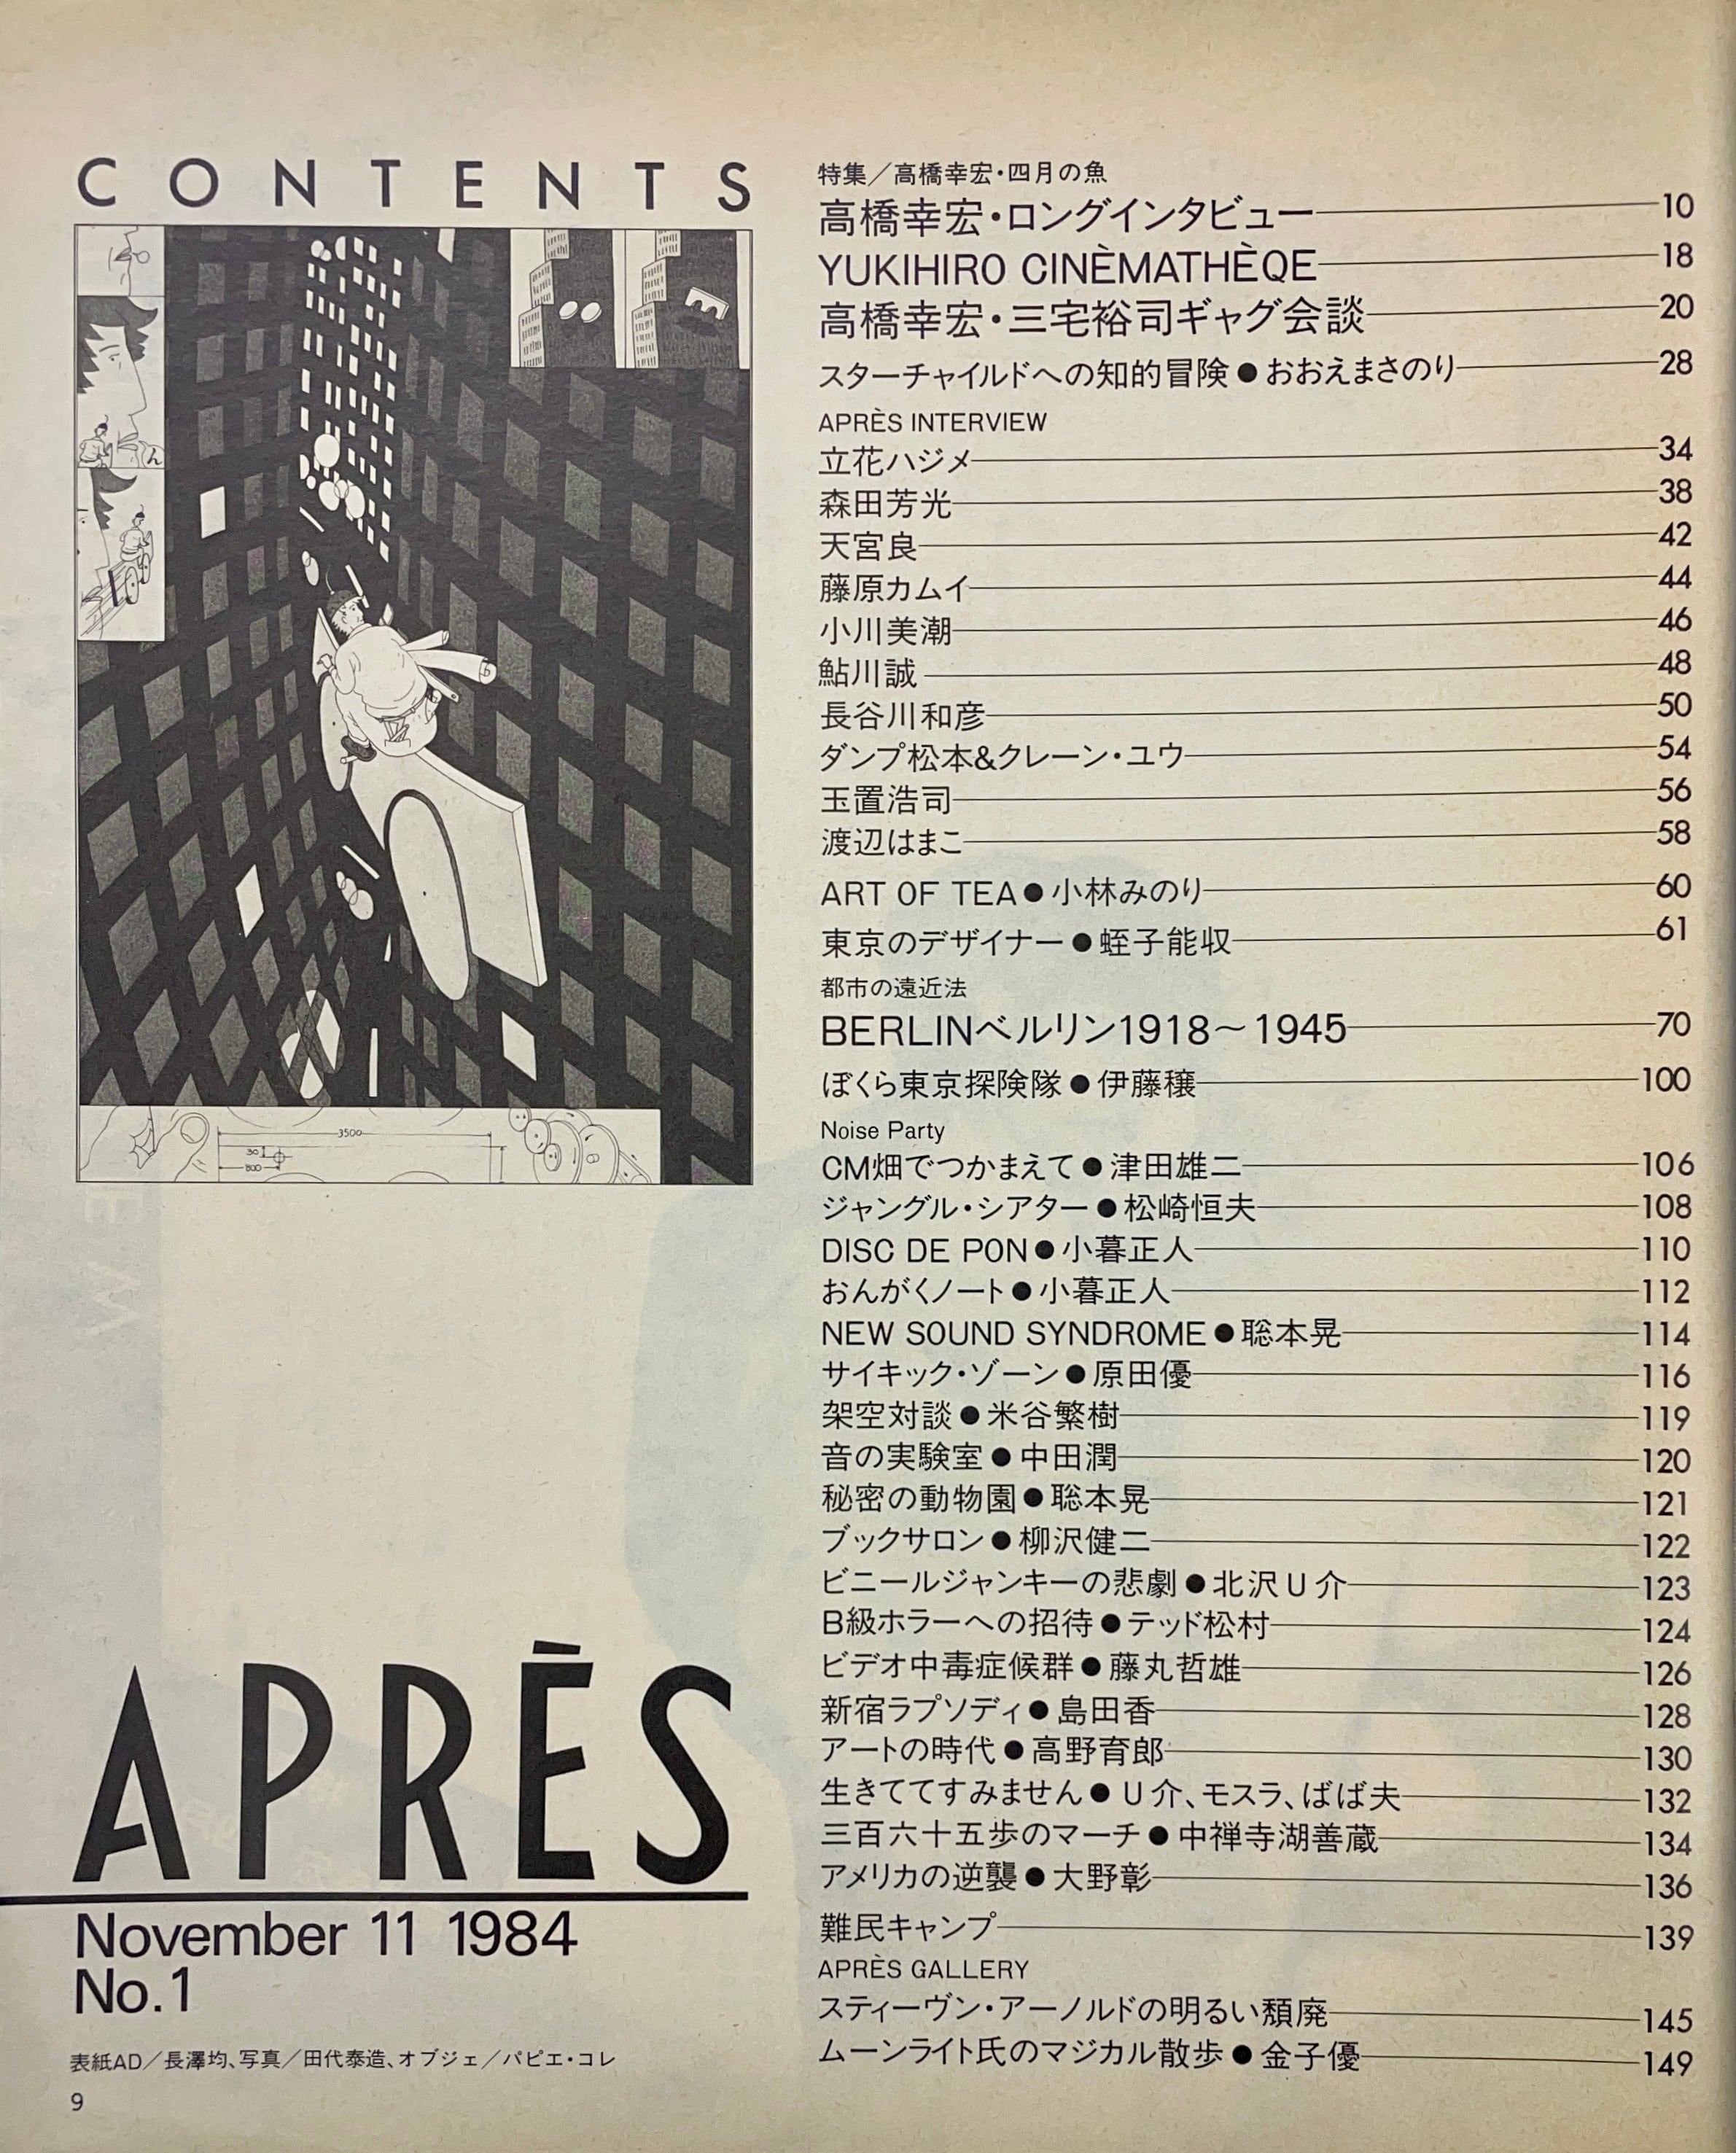 CONTENTS
ん
3500
30
800
APRÈS
November 11 1984
No.1
表紙AD／長澤均、写真／田代泰造、オブジェ／パピエ・コレ
9
特集／高橋幸宏・四月の魚
高橋幸宏・ロングインタビュー 10
YUKIHIRO CINÈMATHÈQE 18
高橋幸宏・三宅裕司ギャグ会談 20
スターチャイルドへの知的冒険●おおえまさのり 28
APRÈS INTERVIEW
立花ハジメ 34
森田芳光 38
天宮良 42
藤原カムイ 44
小川美潮 46
鮎川誠 48
長谷川和彦 50
ダンプ松本&クレーン・ユウ 54
玉置浩司 56
渡辺はまこ 58
ART OF TEA●小林みのり 60
東京のデザイナー●蛭子能収 61
都市の遠近法
BERLINベルリン1918〜1945 70
ぼくら東京探険隊●伊藤穣 100
Noise Party
CM畑でつかまえて●津田雄二 106
ジャングル・シアター●松崎恒夫 108
DISC DE PON●小暮正人 110
おんがくノート●小暮正人 112
NEW SOUND SYNDROME●聡本晃 114
サイキック・ゾーン●原田優 116
架空対談●米谷繁樹 119
音の実験室●中田潤 120
秘密の動物園●聡本晃 121
ブックサロン●柳沢健二 122
ビニールジャンキーの悲劇●北沢U介 123
B級ホラーへの招待●テッド松村 124
ビデオ中毒症候群●藤丸哲雄 126
新宿ラプソディ●島田香 128
アートの時代●高野育郎 130
生きててすみません●U介、モスラ、ばば夫 132
三百六十五歩のマーチ●中禅寺湖善蔵 134
アメリカの逆襲●大野彰 136
難民キャンプ 139
APRÈS GALLERY
スティーヴン・アーノルドの明るい頽廃 145
ムーンライト氏のマジカル散歩●金子優 149